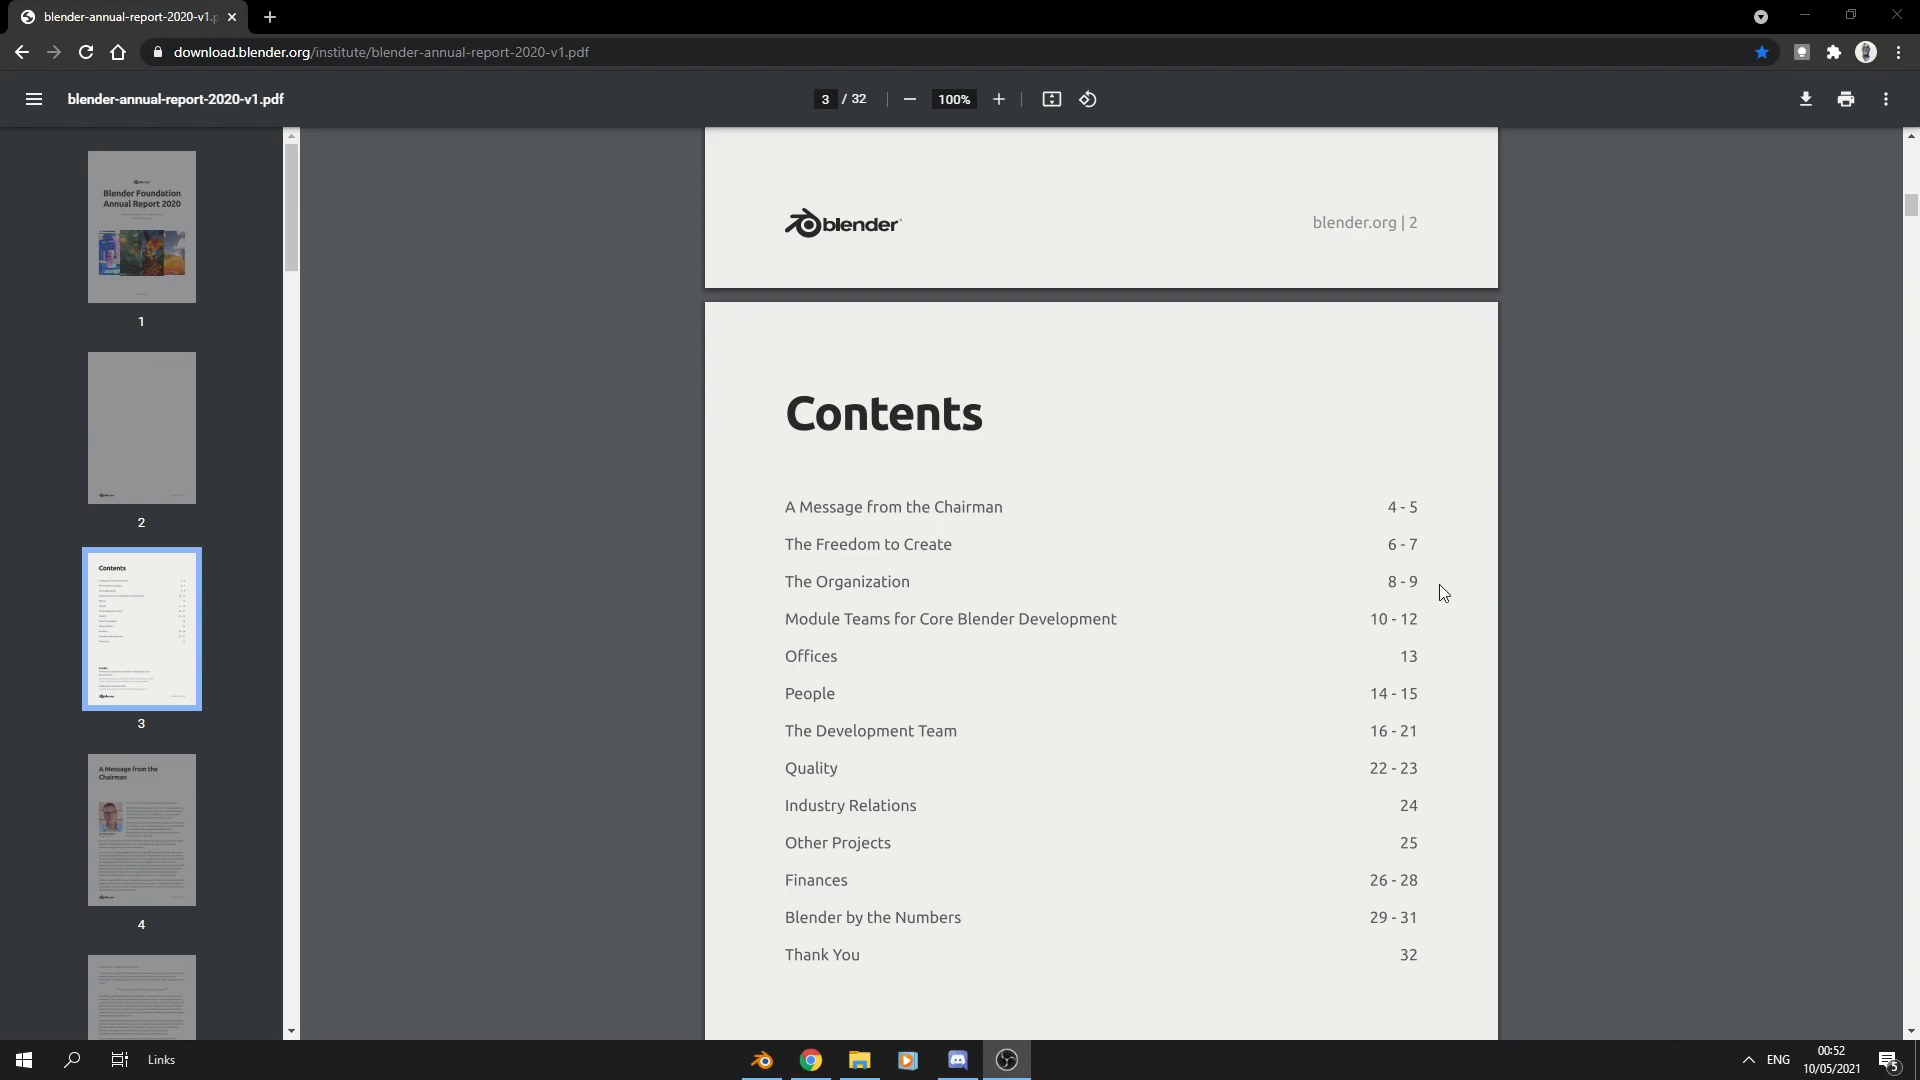 blender-annual-report-2020-v1.p
download.blender.org/institute/blender-annual-report-2020-v1.pdf
blender-annual-report-2020-v1.pdf
3 / 32
100%
Blender Foundation
Annual Report 2020
1
2
Contents
3
A Message from the
Chairman
4
blender
blender.org | 2
Contents
A Message from the Chairman 4 - 5
The Freedom to Create 6 - 7
The Organization 8 - 9
Module Teams for Core Blender Development 10 - 12
Offices 13
People 14 - 15
The Development Team 16 - 21
Quality 22 - 23
Industry Relations 24
Other Projects 25
Finances 26 - 28
Blender by the Numbers 29 - 31
Thank You 32
Links
ENG
00:52
10/05/2021
5